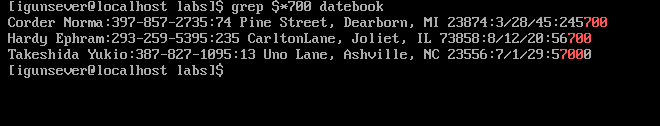 [igunsever@localhost labs]$ grep $*700 datebook
Corder Norma:397-857-2735:74 Pine Street, Dearborn, MI 23874:3/28/45:245700
Hardy Ephram:293-259-5395:235 CarltonLane, Joliet, IL 73858:8/12/20:56700
Takeshida Yukio:387-827-1095:13 Uno Lane, Ashville, NC 23556:7/1/29:57000
[igunsever@localhost labs]$